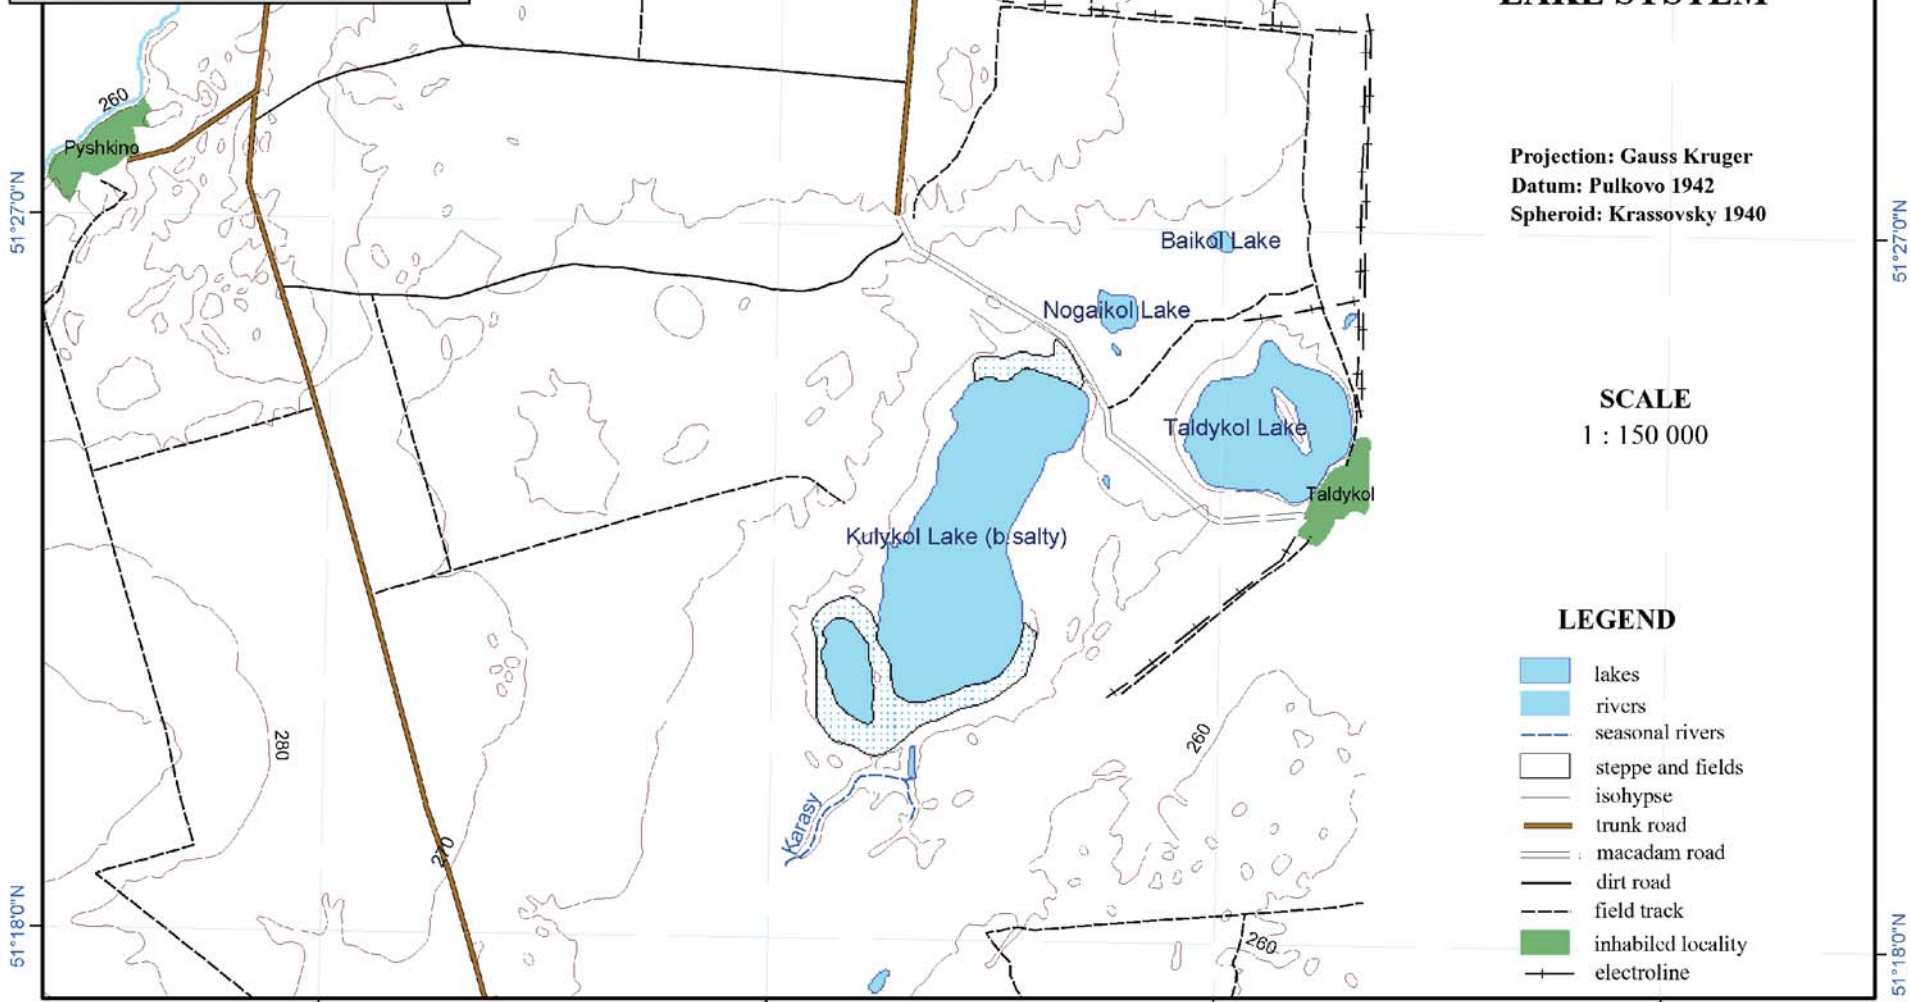 LAKE SYSTEM
260
Pyshkino
51°27'0"N
Projection: Gauss Kruger
Datum: Pulkovo 1942
Spheroid: Krassovsky 1940
51°27'0"N
Baikol Lake
Nogaikol Lake
Taldykol Lake
SCALE
1 : 150 000
Taldykol
Kulykol Lake (b.salty)
280
260
Karasy
270
260
51°18'0"N
51°18'0"N
LEGEND
lakes
rivers
seasonal rivers
steppe and fields
isohypse
trunk road
macadam road
dirt road
field track
inhabiled locality
electroline